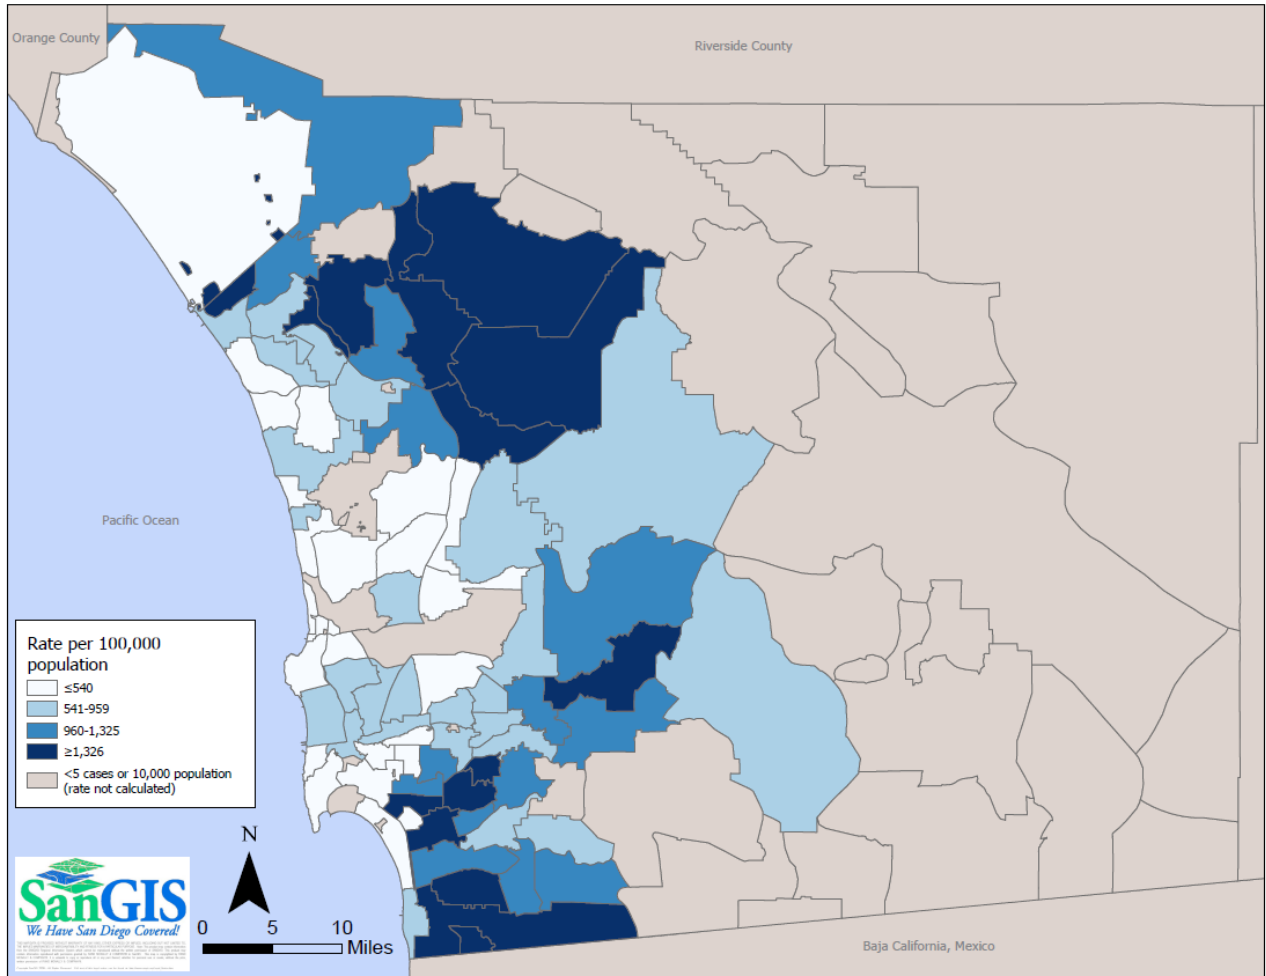 Orange County
Riverside County
Pacific Ocean
Rate per 100,000
population
≤540
541-959
960-1,325
≥1,326
<5 cases or 10,000 population
(rate not calculated)
N
0 5 10
Miles
SanGIS
We Have San Diego Covered!
Baja California, Mexico